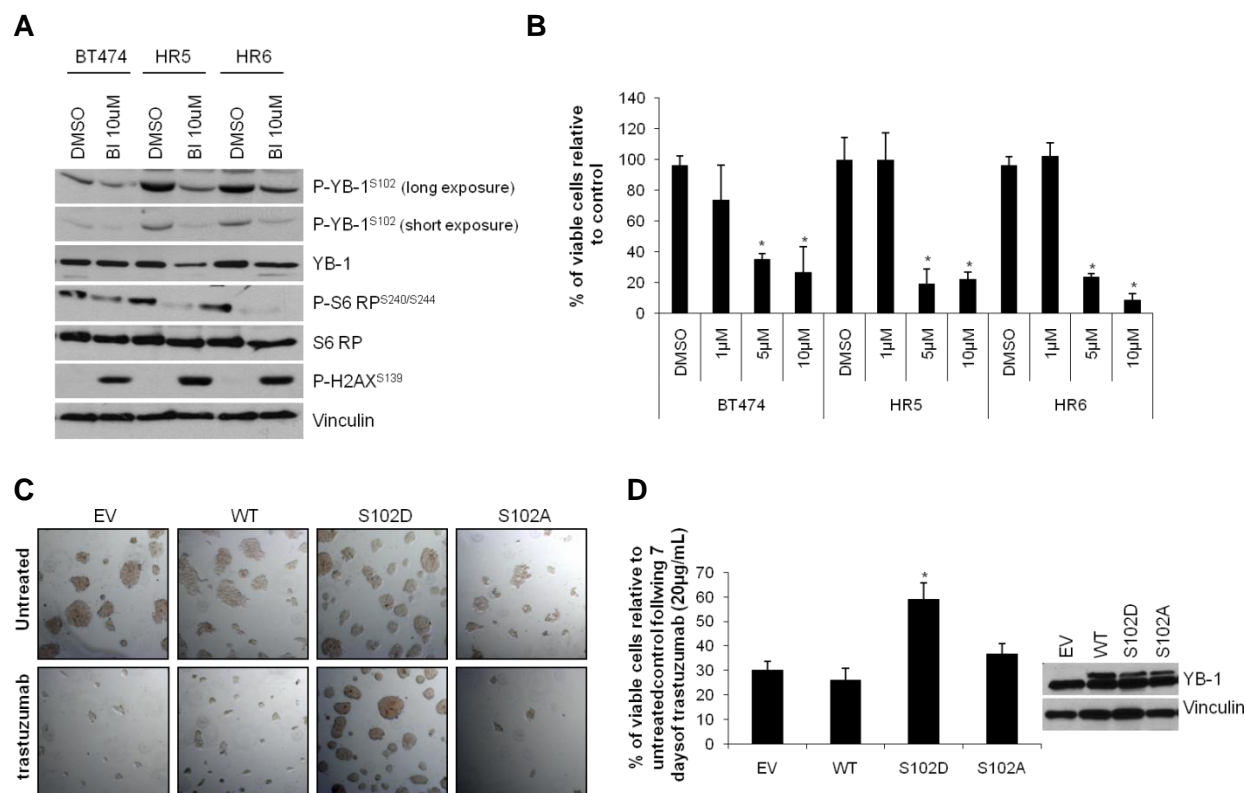 A
BT474 HR5 HR6
DMSO
BI 10uM
DMSO
BI 10uM
DMSO
BI 10uM
P-YB-1S102 (long exposure)
P-YB-1S102 (short exposure)
YB-1
P-S6 RPS240/S244
S6 RP
P-H2AXS139
Vinculin
B
% of viable cells relative
to control
140
120
100
80
60
40
20
0
* * * * * *
DMSO
1µM
5µM
10µM
DMSO
1µM
5µM
10µM
DMSO
1µM
5µM
10µM
BT474 HR5 HR6
C
EV WT S102D S102A
Untreated
trastuzumab
D
% of viable cells relative to
untreatedcontrol follwing 7
daysof trastuzumab (20µg/mL)
70
60
50
40
30
20
10
0
*
EV WT S102D S102A
EV
WT
S102D
S102A
YB-1
Vinculin